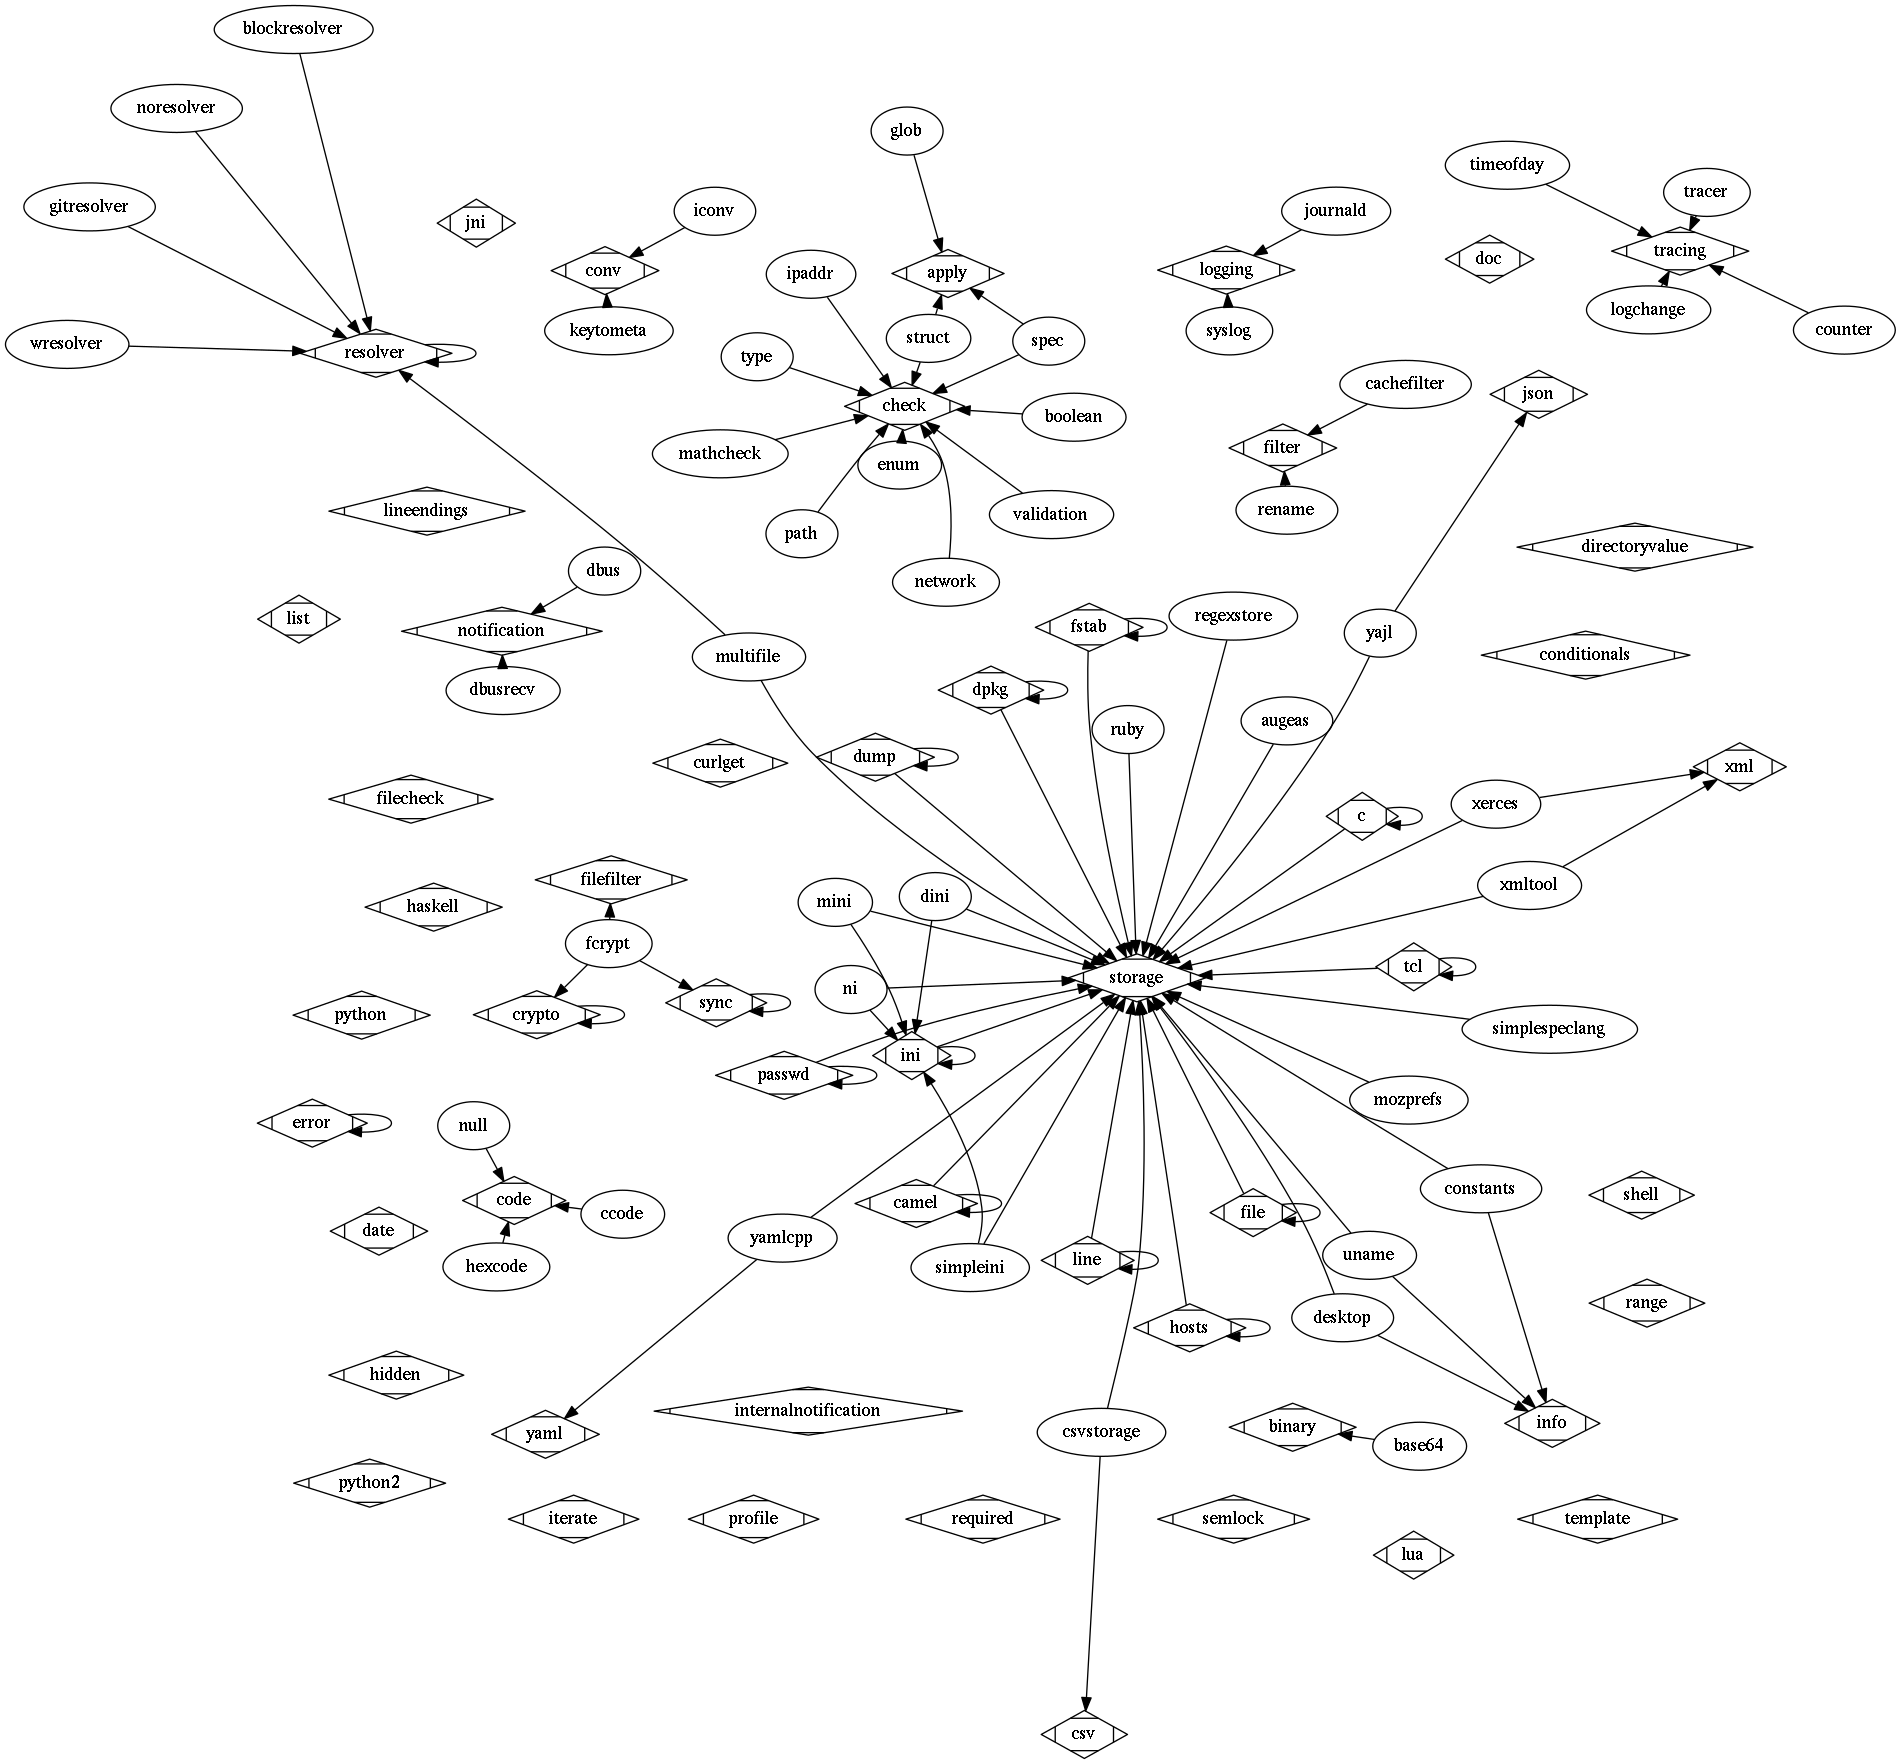 blockresolver
noresolver
glob
timeofday
tracer
gitresolver
iconv
journald
jni
tracing
doc
conv
logging
apply
ipaddr
logchange
keytometa
syslog
counter
struct
spec
wresolver
resolver
type
cachefilter
json
check
boolean
filter
mathcheck
enum
lineendings
rename
validation
path
directoryvalue
dbus
network
regexstore
list
fstab
notification
yajl
conditionals
multifile
dbusrecv
dpkg
augeas
ruby
dump
curlget
xml
filecheck
xerces
c
filefilter
xmltool
dini
mini
haskell
fcrypt
tcl
storage
ni
sync
python
crypto
simplespeclang
ini
passwd
mozprefs
error
null
constants
shell
code
camel
file
ccode
date
yamlcpp
uname
line
hexcode
simpleini
range
desktop
hosts
hidden
internalnotification
info
binary
csvstorage
yaml
base64
python2
iterate
profile
required
semlock
template
lua
csv